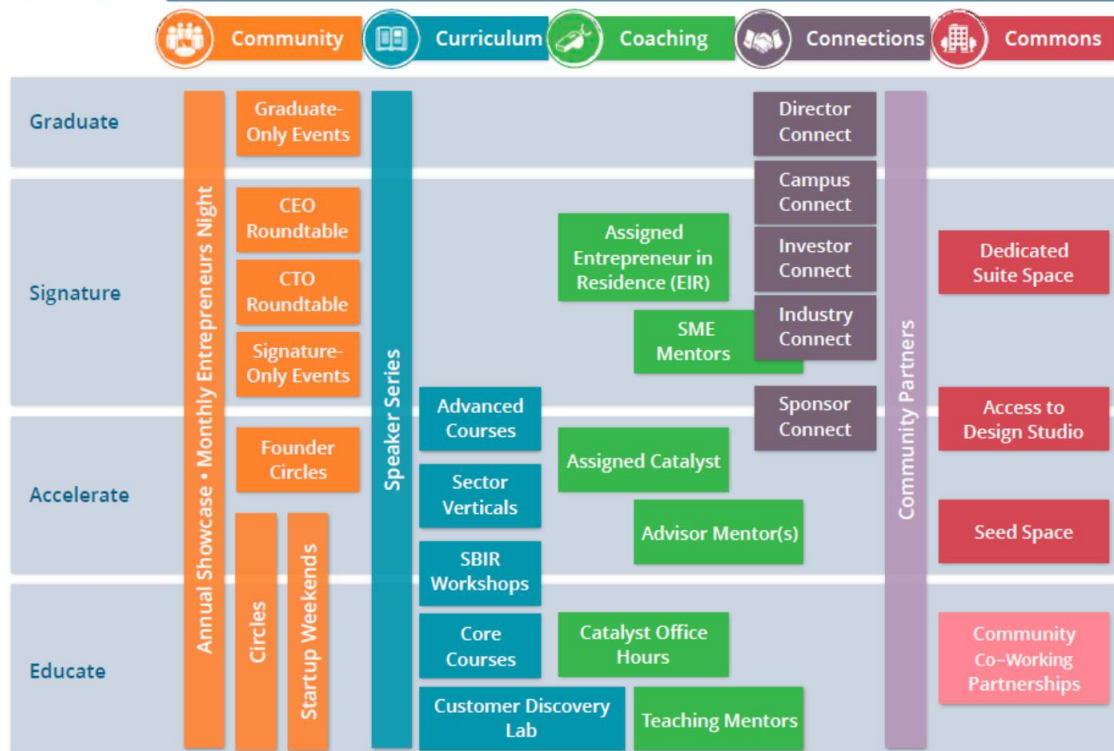 Community
Curriculum
Coaching
Connections
Commons
Graduate
Signature
Accelerate
Educate
Annual Showcase • Monthly Entrepreneurs Night
Graduate-
Only Events
CEO
Roundtable
CTO
Roundtable
Signature-
Only Events
Founder
Circles
Circles
Startup Weekends
Speaker Series
Advanced
Courses
Sector
Verticals
SBIR
Workshops
Core
Courses
Customer Discovery
Lab
Assigned
Entrepreneur in
Residence (EIR)
SME
Mentors
Assigned Catalyst
Advisor Mentor(s)
Catalyst Office
Hours
Teaching Mentors
Director
Connect
Campus
Connect
Investor
Connect
Industry
Connect
Sponsor
Connect
Community Partners
Dedicated
Suite Space
Access to
Design Studio
Seed Space
Community
Co–Working
Partnerships